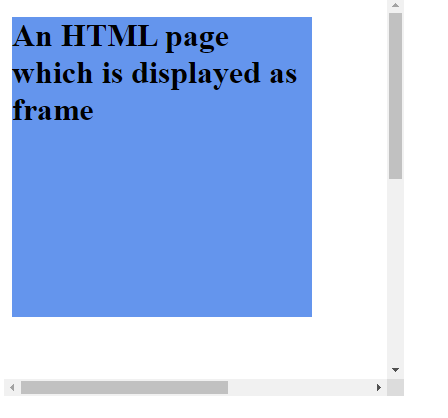 An HTML page
which is displayed as
frame